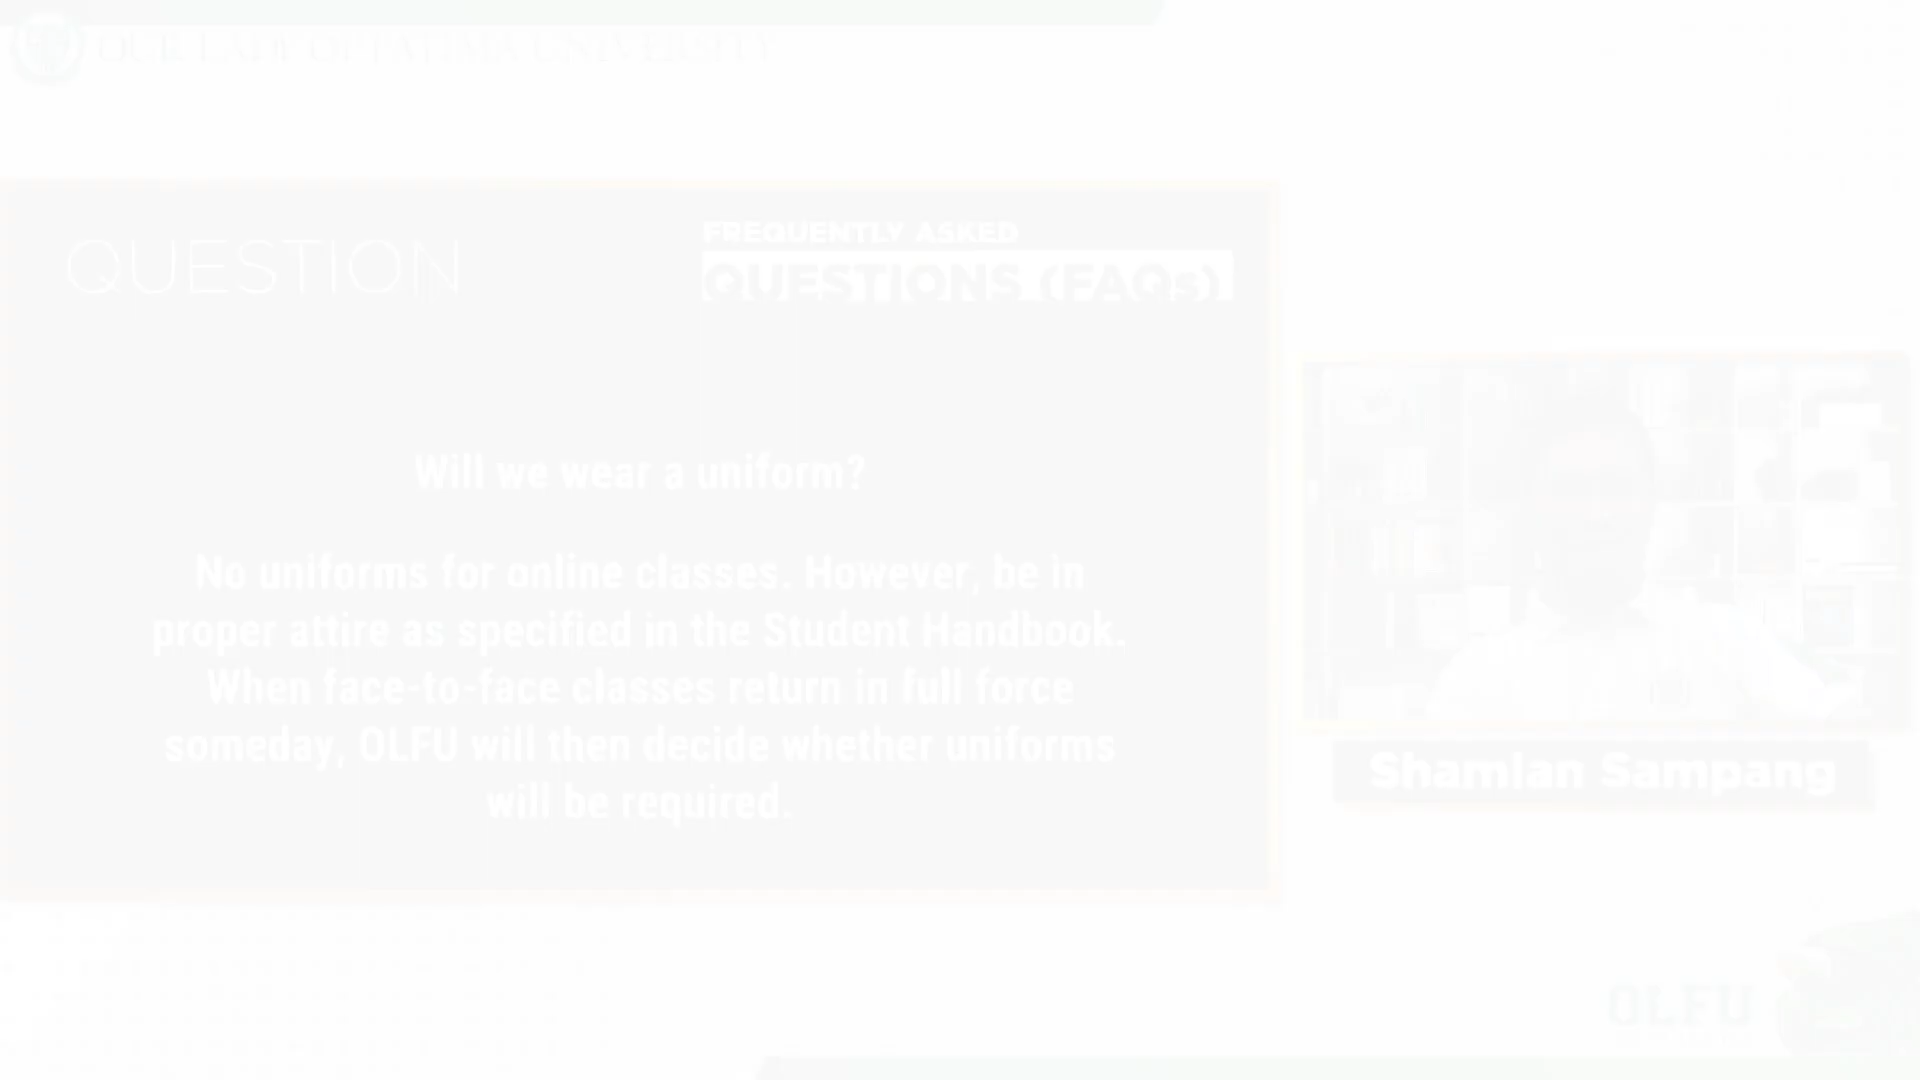 OUR LADY OF FATIMA UNIVERSITY
QUESTION
FREQUENTLY ASKED
QUESTIONS (FAQs)
Will we wear a uniform?
No uniforms for online classes. However, be in
proper attire as specified in the Student Handbook.
When face-to-face classes return in full force
someday, OLFU will then decide whether uniforms
will be required.
Shamlan Sampang
OLFU